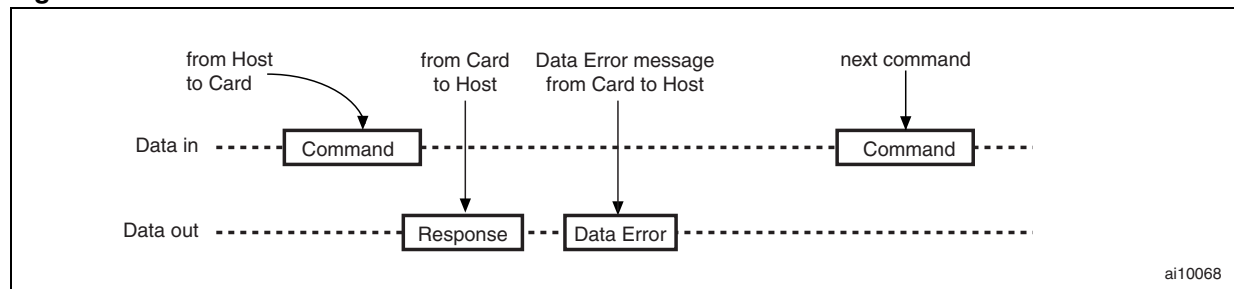 from Host
to Card
from Card
to Host
Data Error message
from Card to Host
next command
Data in
Command
Command
Data out
Response
Data Error
ai10068